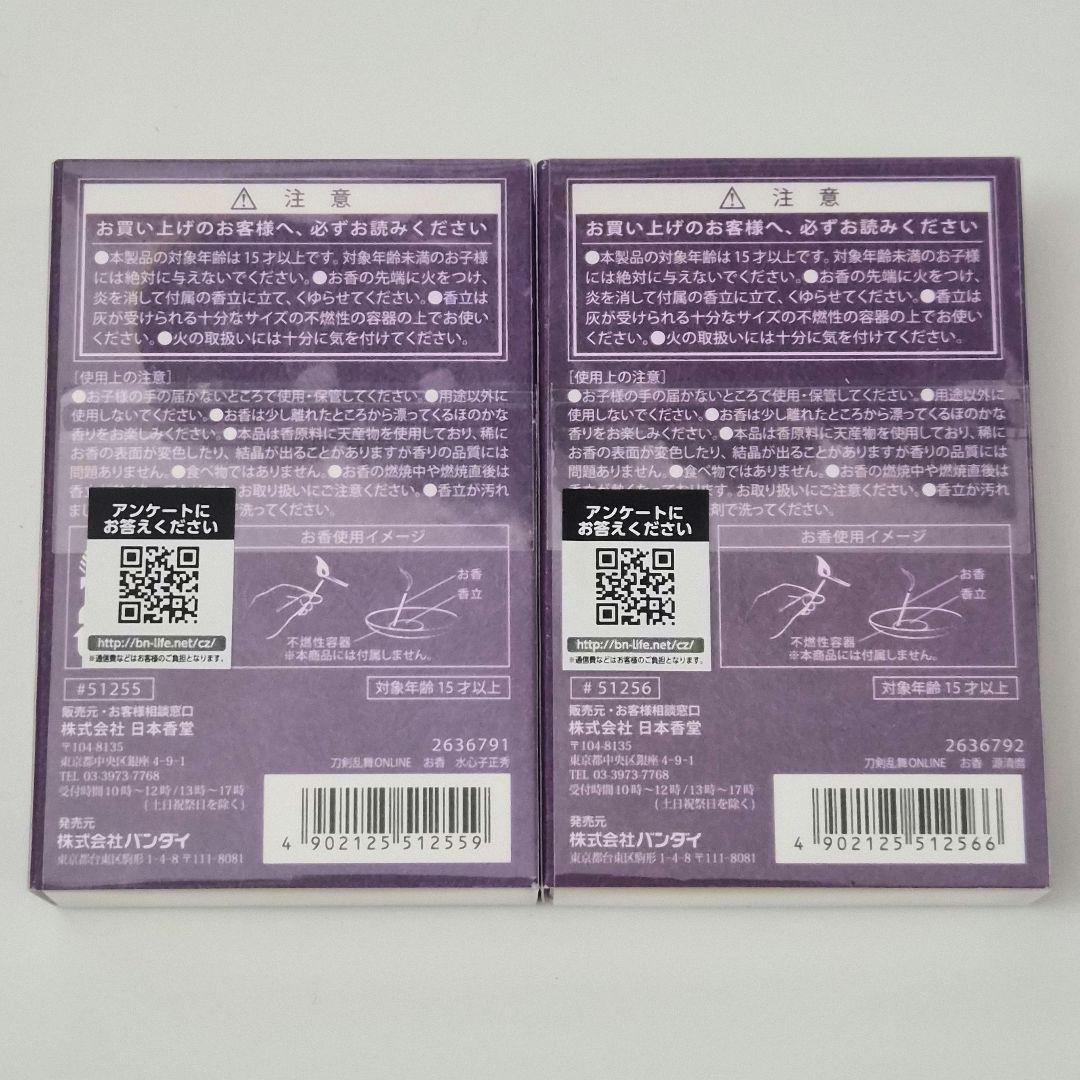 ⚠ 注意
お買い上げのお客様へ、必ずお読みください
●本製品の対象年齢は15才以上です。対象年齢未満のお子様
には絶対に与えないでください。●お香の先端に火をつけ、
炎を消して付属の香立に立て、くゆらせてください。●香立は
灰が受けられる十分なサイズの不燃性の容器の上でお使い
ください。●火の取扱いには十分に気を付けてください。
[使用上の注意]
●お子様の手の届かないところで使用・保管してください。●用途以外に
使用しないでください。●お香は少し離れたところから漂ってくるほのかな
香りをお楽しみください。●本品は香原料に天産物を使用しており、稀に
お香の表面が変色したり、結晶が出ることがありますが香りの品質には
問題ありません。●食べ物ではありません。●お香の燃焼中や燃焼直後は
お取り扱いにご注意ください。●香立が汚れ
で洗ってください。
アンケートに
お答えください
http://bn-life.net/cz/
※通信費などはお客様のご負担となります。
お香使用イメージ
お香
香立
不燃性容器
※本商品には付属しません。
#51255
対象年齢15才以上
販売元・お客様相談窓口
株式会社 日本香堂
〒104-8135
東京都中央区銀座 4-9-1
TEL 03-3973-7768
受付時間10時～12時/13時～17時
(土日祝祭日を除く)
発売元
株式会社バンダイ
東京都台東区駒形 1-4-8 〒111-8081
2636791
刀剣乱舞ONLINE お香 水心子正秀
4 902125 512559
⚠ 注意
お買い上げのお客様へ、必ずお読みください
●本製品の対象年齢は15才以上です。対象年齢未満のお子様
には絶対に与えないでください。●お香の先端に火をつけ、
炎を消して付属の香立に立て、くゆらせてください。●香立は
灰が受けられる十分なサイズの不燃性の容器の上でお使い
ください。●火の取扱いには十分に気を付けてください。
[使用上の注意]
●お子様の手の届かないところで使用・保管してください。●用途以外に
使用しないでください。●お香は少し離れたところから漂ってくるほのかな
香りをお楽しみください。●本品は香原料に天産物を使用しており、稀に
お香の表面が変色したり、結晶が出ることがありますが香りの品質には
問題ありません。●食べ物ではありません。●お香の燃焼中や燃焼直後は
お取り扱いにご注意ください。●香立が汚れ
剤で洗ってください。
アンケートに
お答えください
http://bn-life.net/cz/
※通信費などはお客様のご負担となります。
お香使用イメージ
お香
香立
不燃性容器
※本商品には付属しません。
#51256
対象年齢15才以上
販売元・お客様相談窓口
株式会社 日本香堂
〒104-8135
東京都中央区銀座 4-9-1
TEL 03-3973-7768
受付時間10時～12時/13時～17時
(土日祝祭日を除く)
発売元
株式会社バンダイ
東京都台東区駒形 1-4-8 〒111-8081
2636792
刀剣乱舞ONLINE お香 源清麿
4 902125 512566